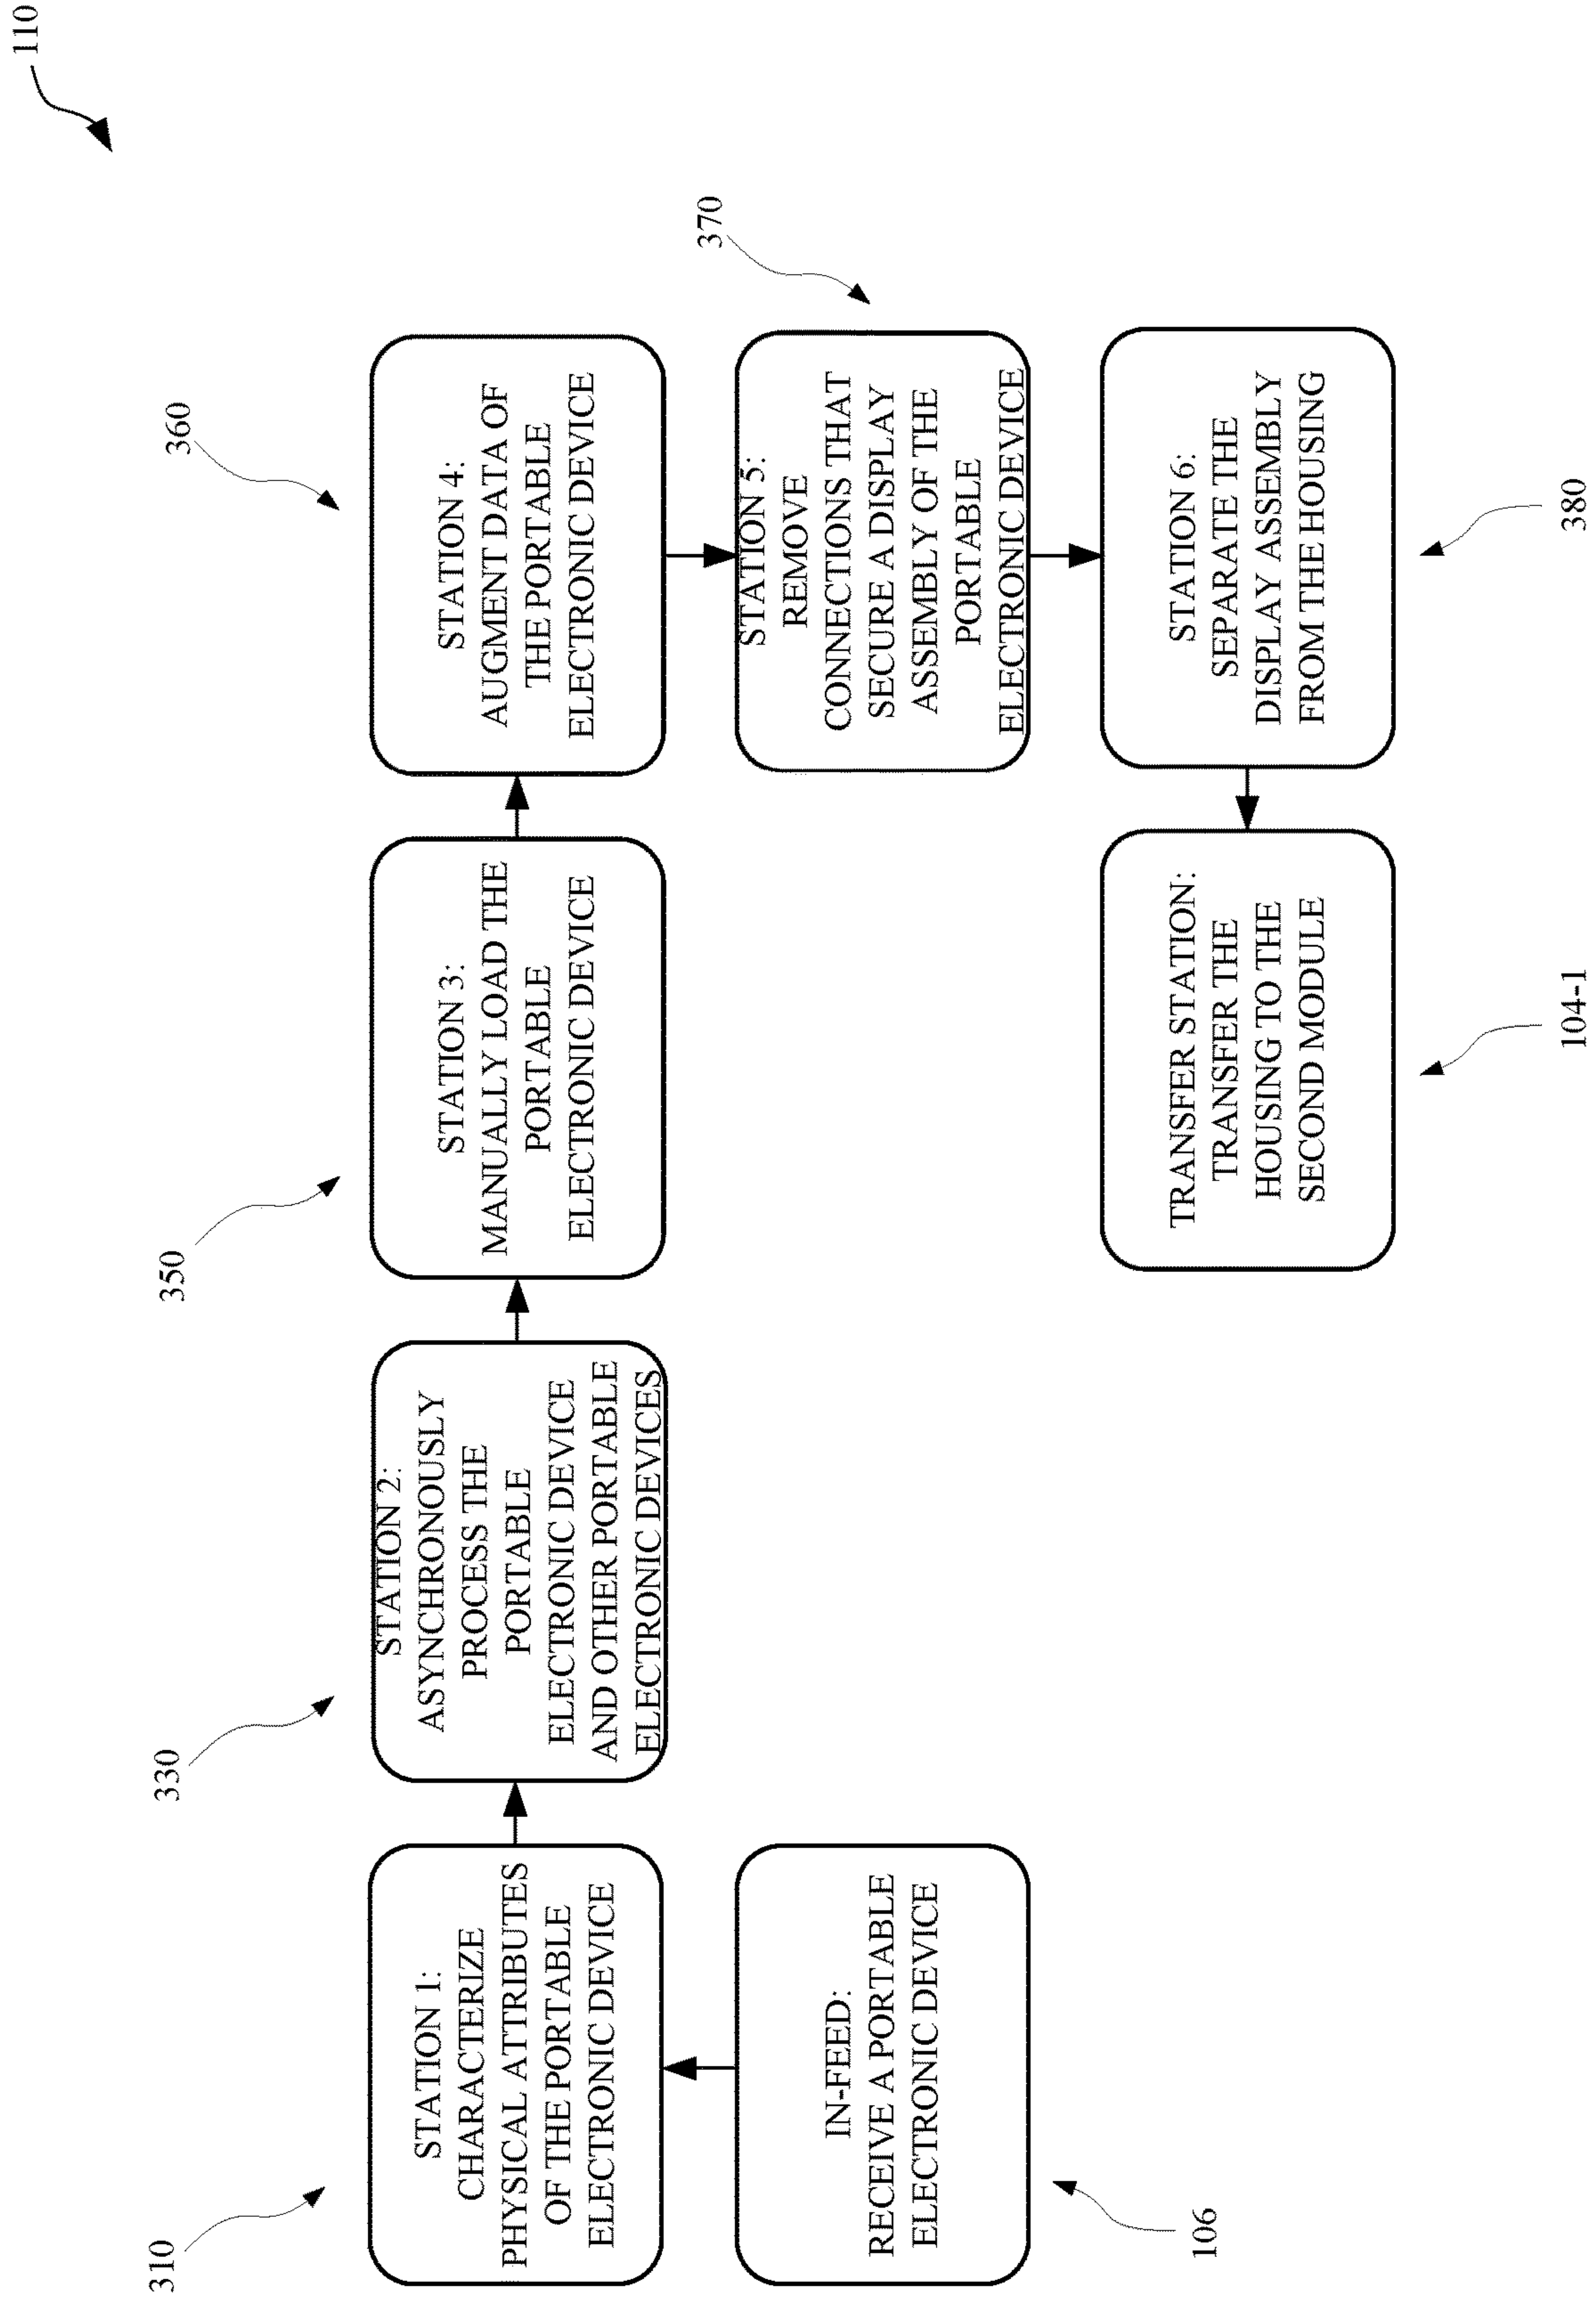 110
310
STATION 1:
CHARACTERIZE
PHYSICAL ATTRIBUTES
OF THE PORTABLE
ELECTRONIC DEVICE
330
STATION 2:
ASYNCHRONOUSLY
PROCESS THE
PORTABLE
ELECTRONIC DEVICE
AND OTHER PORTABLE
ELECTRONIC DEVICES
350
STATION 3:
MANUALLY LOAD THE
PORTABLE
ELECTRONIC DEVICE
360
STATION 4:
AUGMENT DATA OF
THE PORTABLE
ELECTRONIC DEVICE
IN-FEED:
RECEIVE A PORTABLE
ELECTRONIC DEVICE
106
370
STATION 5:
REMOVE
CONNECTIONS THAT
SECURE A DISPLAY
ASSEMBLY OF THE
PORTABLE
ELECTRONIC DEVICE
TRANSFER STATION:
TRANSFER THE
HOUSING TO THE
SECOND MODULE
104-1
STATION 6:
SEPARATE THE
DISPLAY ASSEMBLY
FROM THE HOUSING
380